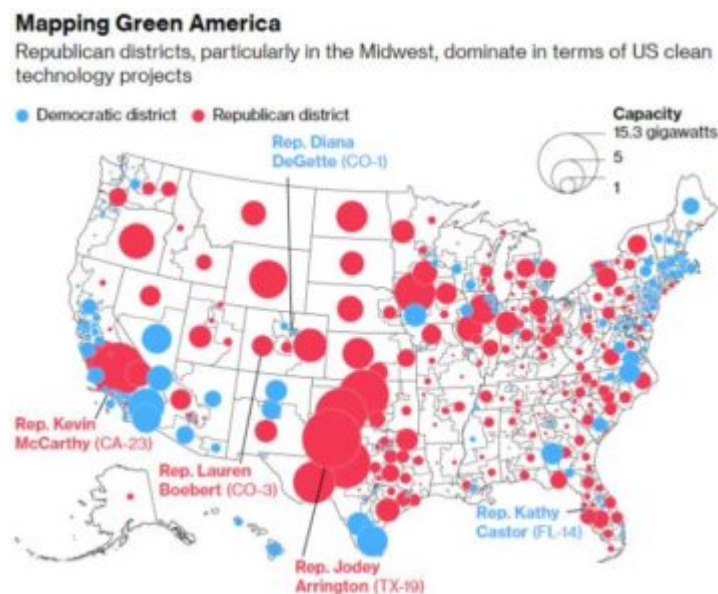 Mapping Green America
Republican districts, particularly in the Midwest, dominate in terms of US clean
technology projects
Democratic district Republican district
Capacity
15.3 gigawatts
5
1
Rep. Diana
DeGette (CO-1)
Rep. Kevin
McCarthy (CA-23)
Rep. Lauren
Boebert (CO-3)
Rep. Kathy
Castor (FL-14)
Rep. Jodey
Arrington (TX-19)